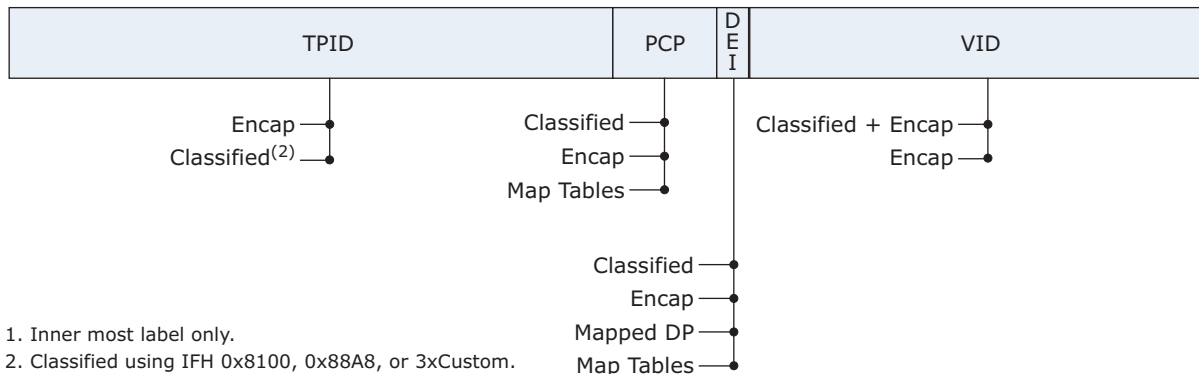 TPID
PCP
DEI
VID
Encap
Classified(2)
Classified
Encap
Map Tables
Classified + Encap
Encap
Classified
Encap
Mapped DP
Map Tables
1. Inner most label only.
2. Classified using IFH 0x8100, 0x88A8, or 3xCustom.